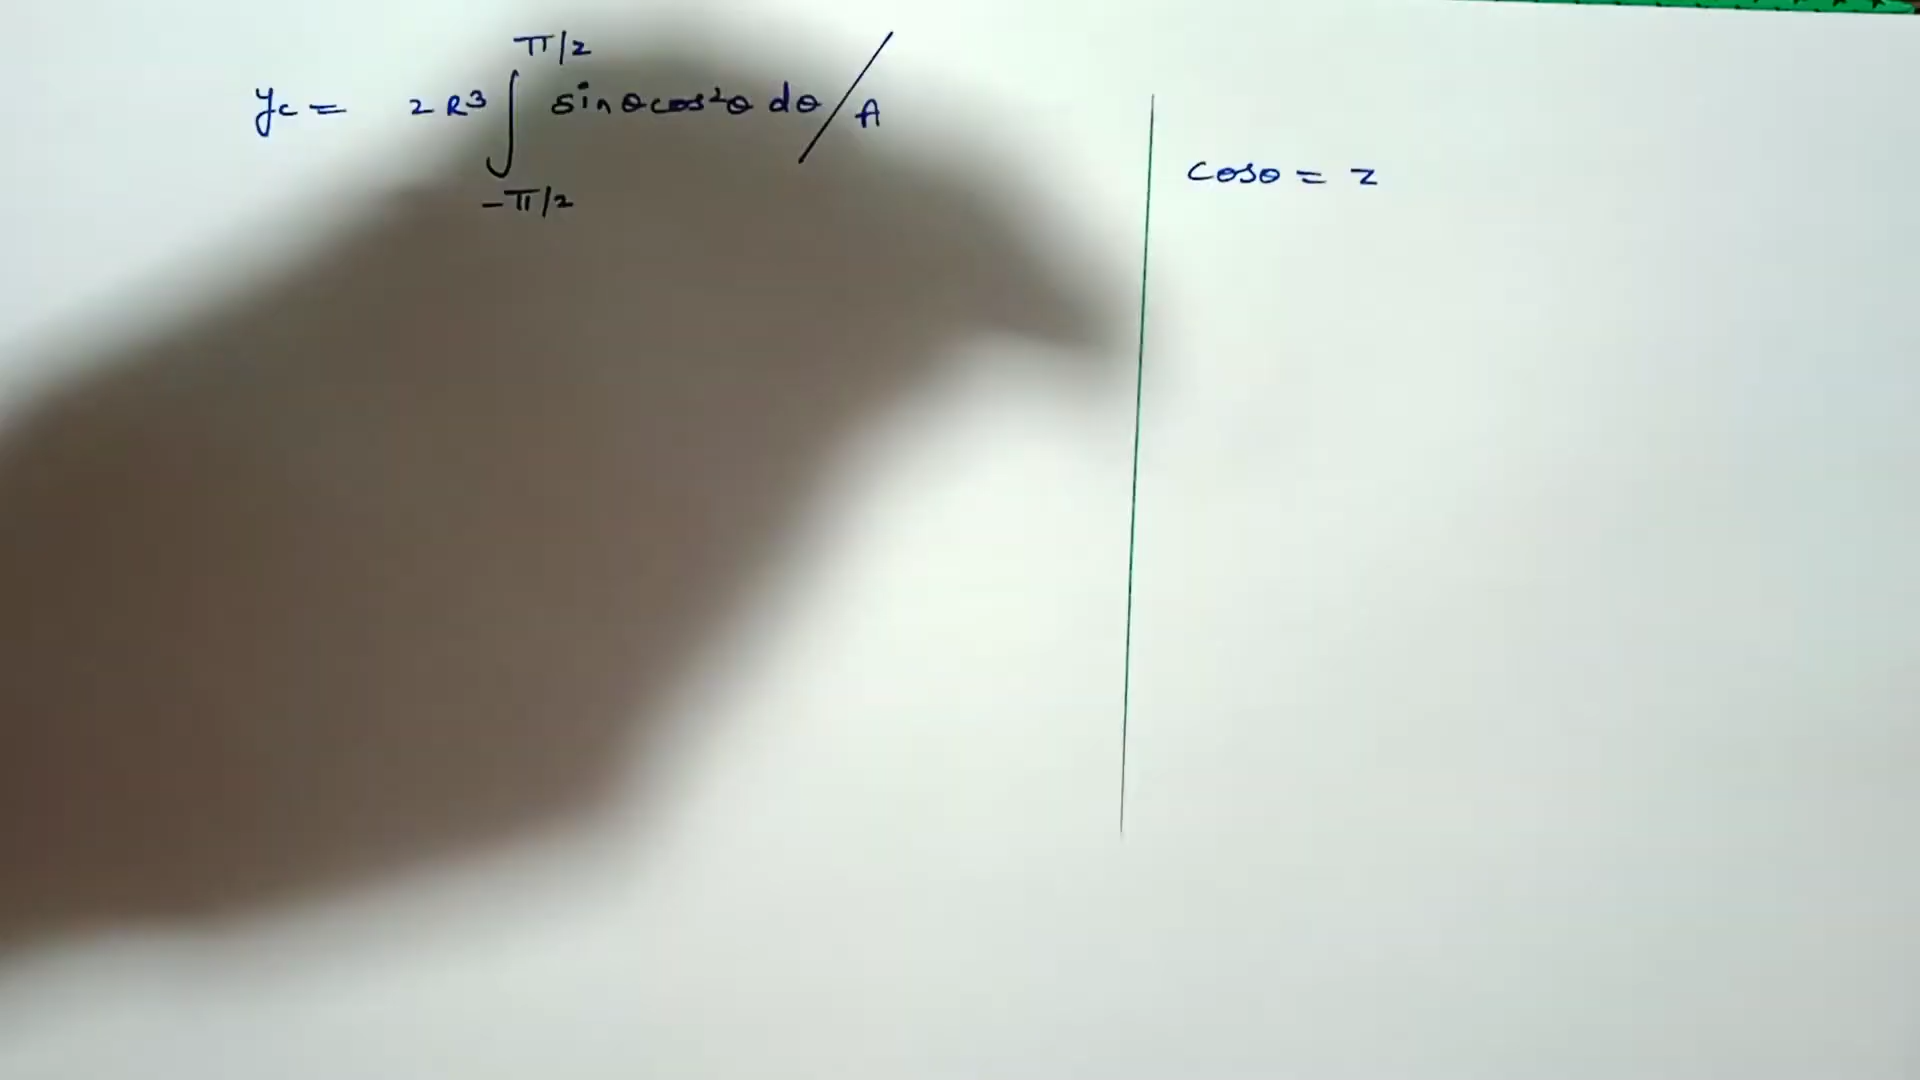 π/2
yc = 2R³ ∫ sinθcos²θ dθ / A
-π/2
cosθ = z